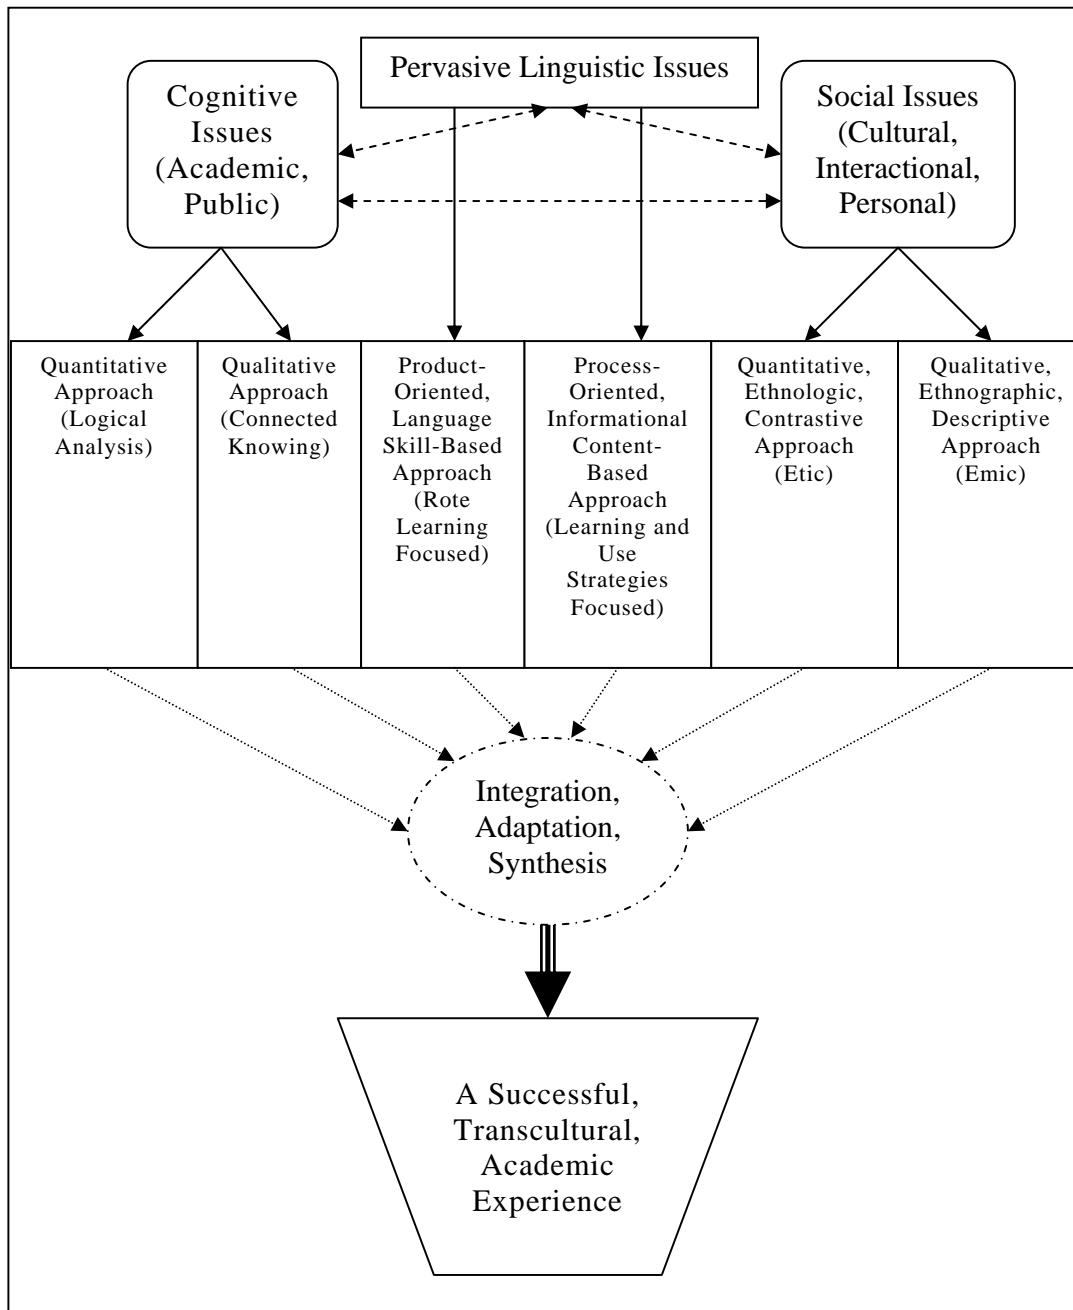 Pervasive Linguistic Issues
Cognitive
Issues
(Academic,
Public)
Social Issues
(Cultural,
Interactional,
Personal)
Quantitative
Approach
(Logical
Analysis)
Qualitative
Approach
(Connected
Knowing)
Product-
Oriented,
Language
Skill-Based
Approach
(Rote
Learning
Focused)
Process-
Oriented,
Informational
Content-
Based
Approach
(Learning and
Use
Strategies
Focused)
Quantitative,
Ethnologic,
Contrastive
Approach
(Etic)
Qualitative,
Ethnographic,
Descriptive
Approach
(Emic)
Integration,
Adaptation,
Synthesis
A Successful,
Transcultural,
Academic
Experience